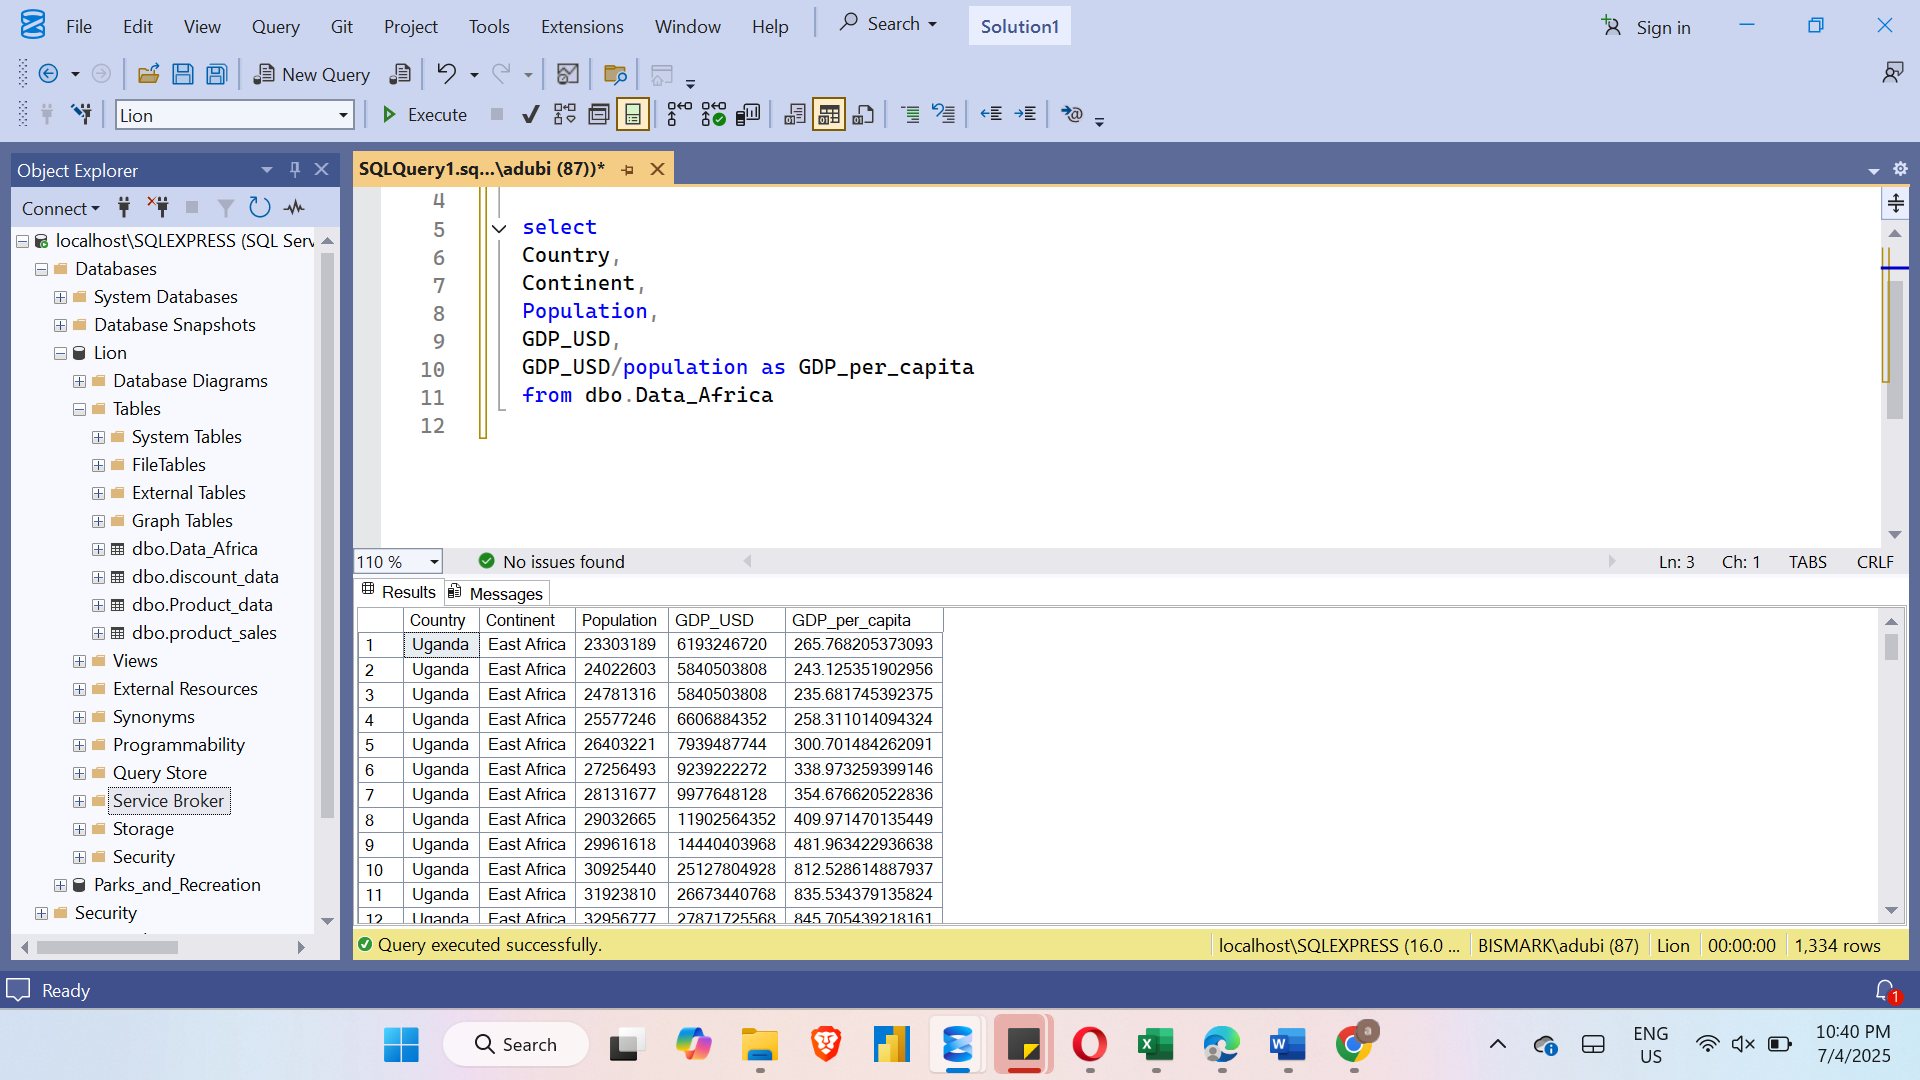 File Edit View Query Git Project Tools Extensions Window Help Search Solution1 Sign in
New Query
Lion Execute
Object Explorer
Connect
localhost\SQLEXPRESS (SQL Serv
Databases
System Databases
Database Snapshots
Lion
Database Diagrams
Tables
System Tables
FileTables
External Tables
Graph Tables
dbo.Data_Africa
dbo.discount_data
dbo.Product_data
dbo.product_sales
Views
External Resources
Synonyms
Programmability
Query Store
Service Broker
Storage
Security
Parks_and_Recreation
Security
SQLQuery1.sq...\adubi (87))*
4
5 select
6 Country,
7 Continent,
8 Population,
9 GDP_USD,
10 GDP_USD/population as GDP_per_capita
11 from dbo.Data_Africa
12
110 % No issues found Ln: 3 Ch: 1 TABS CRLF
Results Messages
Country Continent Population GDP_USD GDP_per_capita
1 Uganda East Africa 23303189 6193246720 265.768205373093
2 Uganda East Africa 24022603 5840503808 243.125351902956
3 Uganda East Africa 24781316 5840503808 235.681745392375
4 Uganda East Africa 25577246 6606884352 258.311014094324
5 Uganda East Africa 26403221 7939487744 300.701484262091
6 Uganda East Africa 27256493 9239222272 338.973259399146
7 Uganda East Africa 28131677 9977648128 354.676620522836
8 Uganda East Africa 29032665 11902564352 409.971470135449
9 Uganda East Africa 29961618 14440403968 481.963422936638
10 Uganda East Africa 30925440 25127804928 812.528614887937
11 Uganda East Africa 31923810 26673440768 835.534379135824
12 Uganda East Africa 32956777 27871725568 845.705439218161
Query executed successfully. localhost\SQLEXPRESS (16.0 ... BISMARK\adubi (87) Lion 00:00:00 1,334 rows
Ready 1
Search
a
ENG
US
10:40 PM
7/4/2025